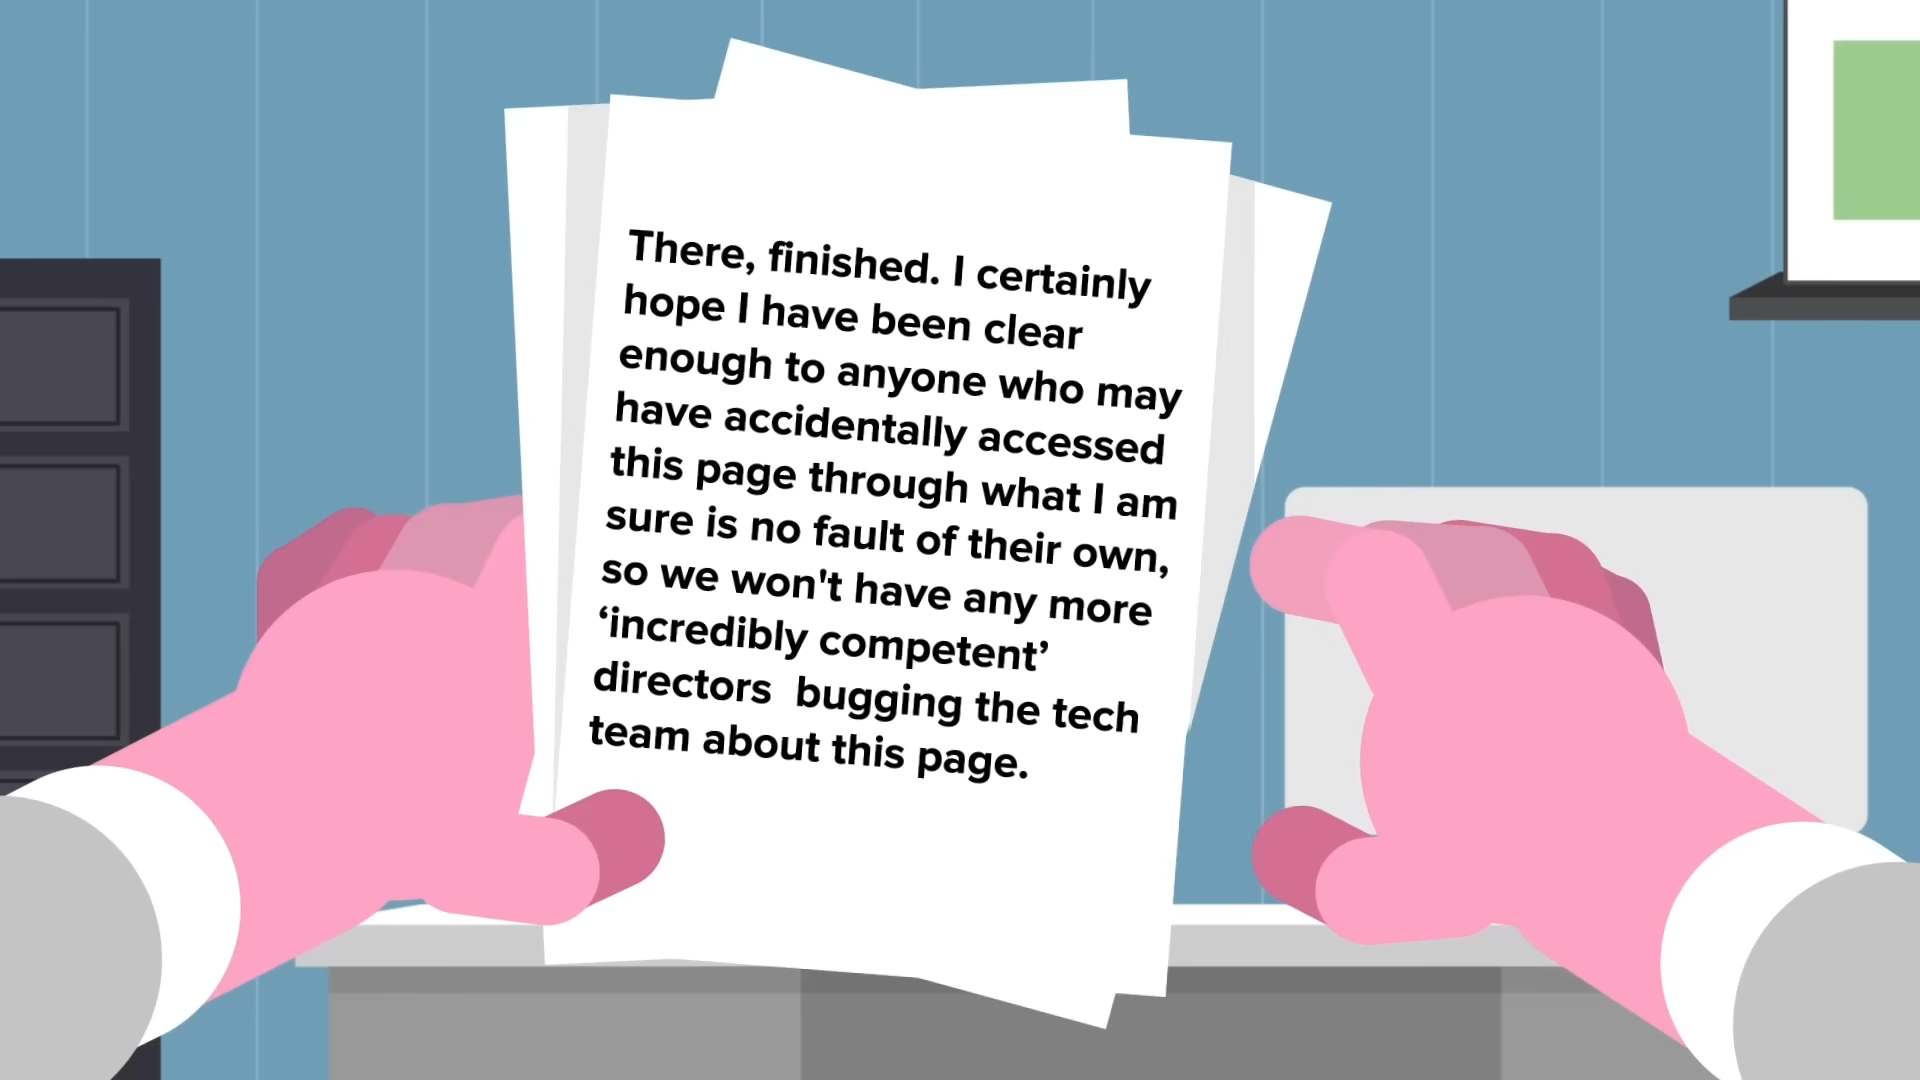 There, finished. I certainly
hope I have been clear
enough to anyone who may
have accidentally accessed
this page through what I am
sure is no fault of their own,
so we won't have any more
‘incredibly competent’
directors  bugging the tech
team about this page.